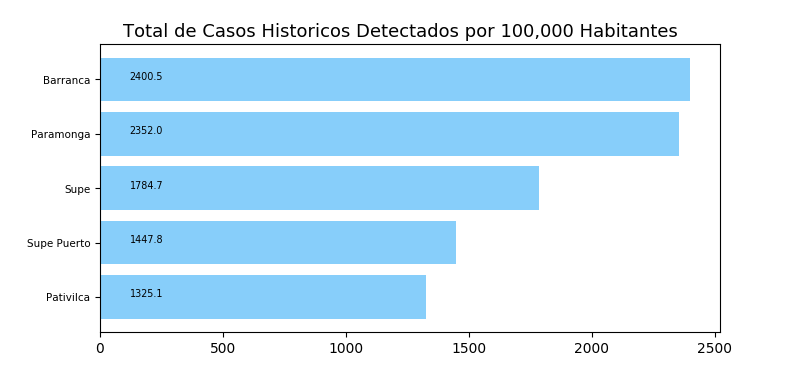 Total de Casos Historicos Detectados por 100,000 Habitantes
Barranca 2400.5
Paramonga 2352.0
Supe 1784.7
Supe Puerto 1447.8
Pativilca 1325.1
0 500 1000 1500 2000 2500